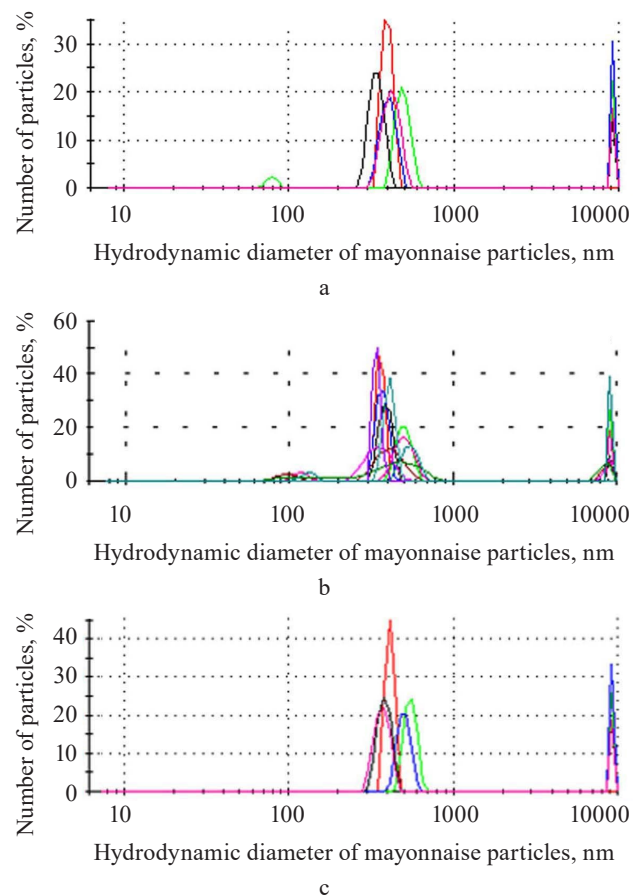 Number of particles, %
30
20
10
0
10 100 1000 10000
Hydrodynamic diameter of mayonnaise particles, nm
a
Number of particles, %
60
40
20
0
10 100 1000 10000
Hydrodynamic diameter of mayonnaise particles, nm
b
Number of particles, %
40
30
20
10
0
10 100 1000 10000
Hydrodynamic diameter of mayonnaise particles, nm
c